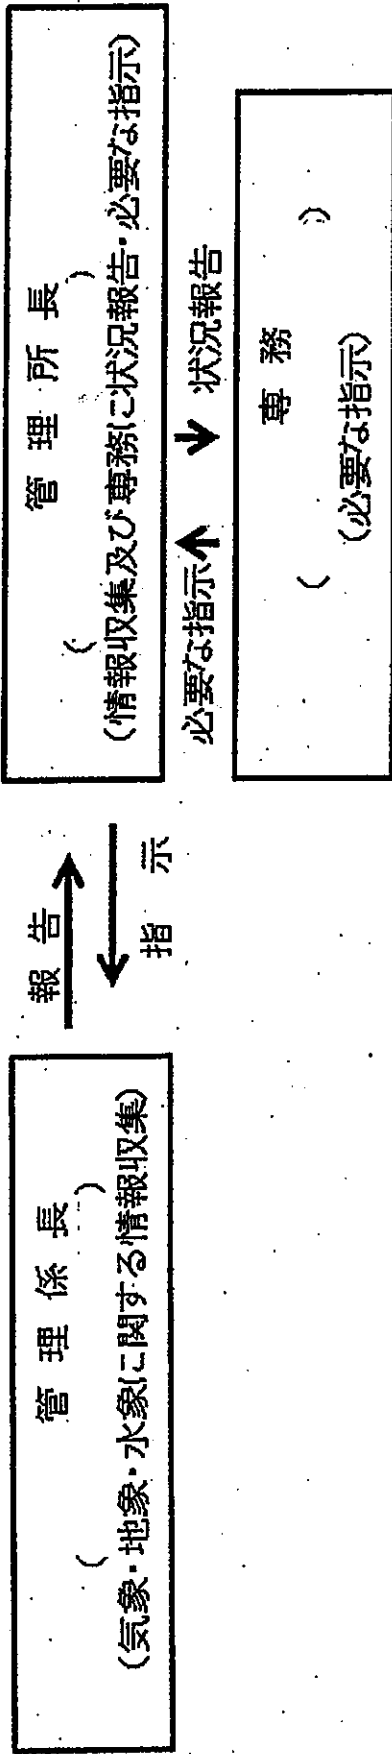 管理係長
(　　　　　)
(気象・地象・水象に関する情報収集)
報告
指示
管理所長
(　　　　　)
(情報収集及び専務に状況報告・必要な指示)
必要な指示
状況報告
専務
(　　　　　)
(必要な指示)